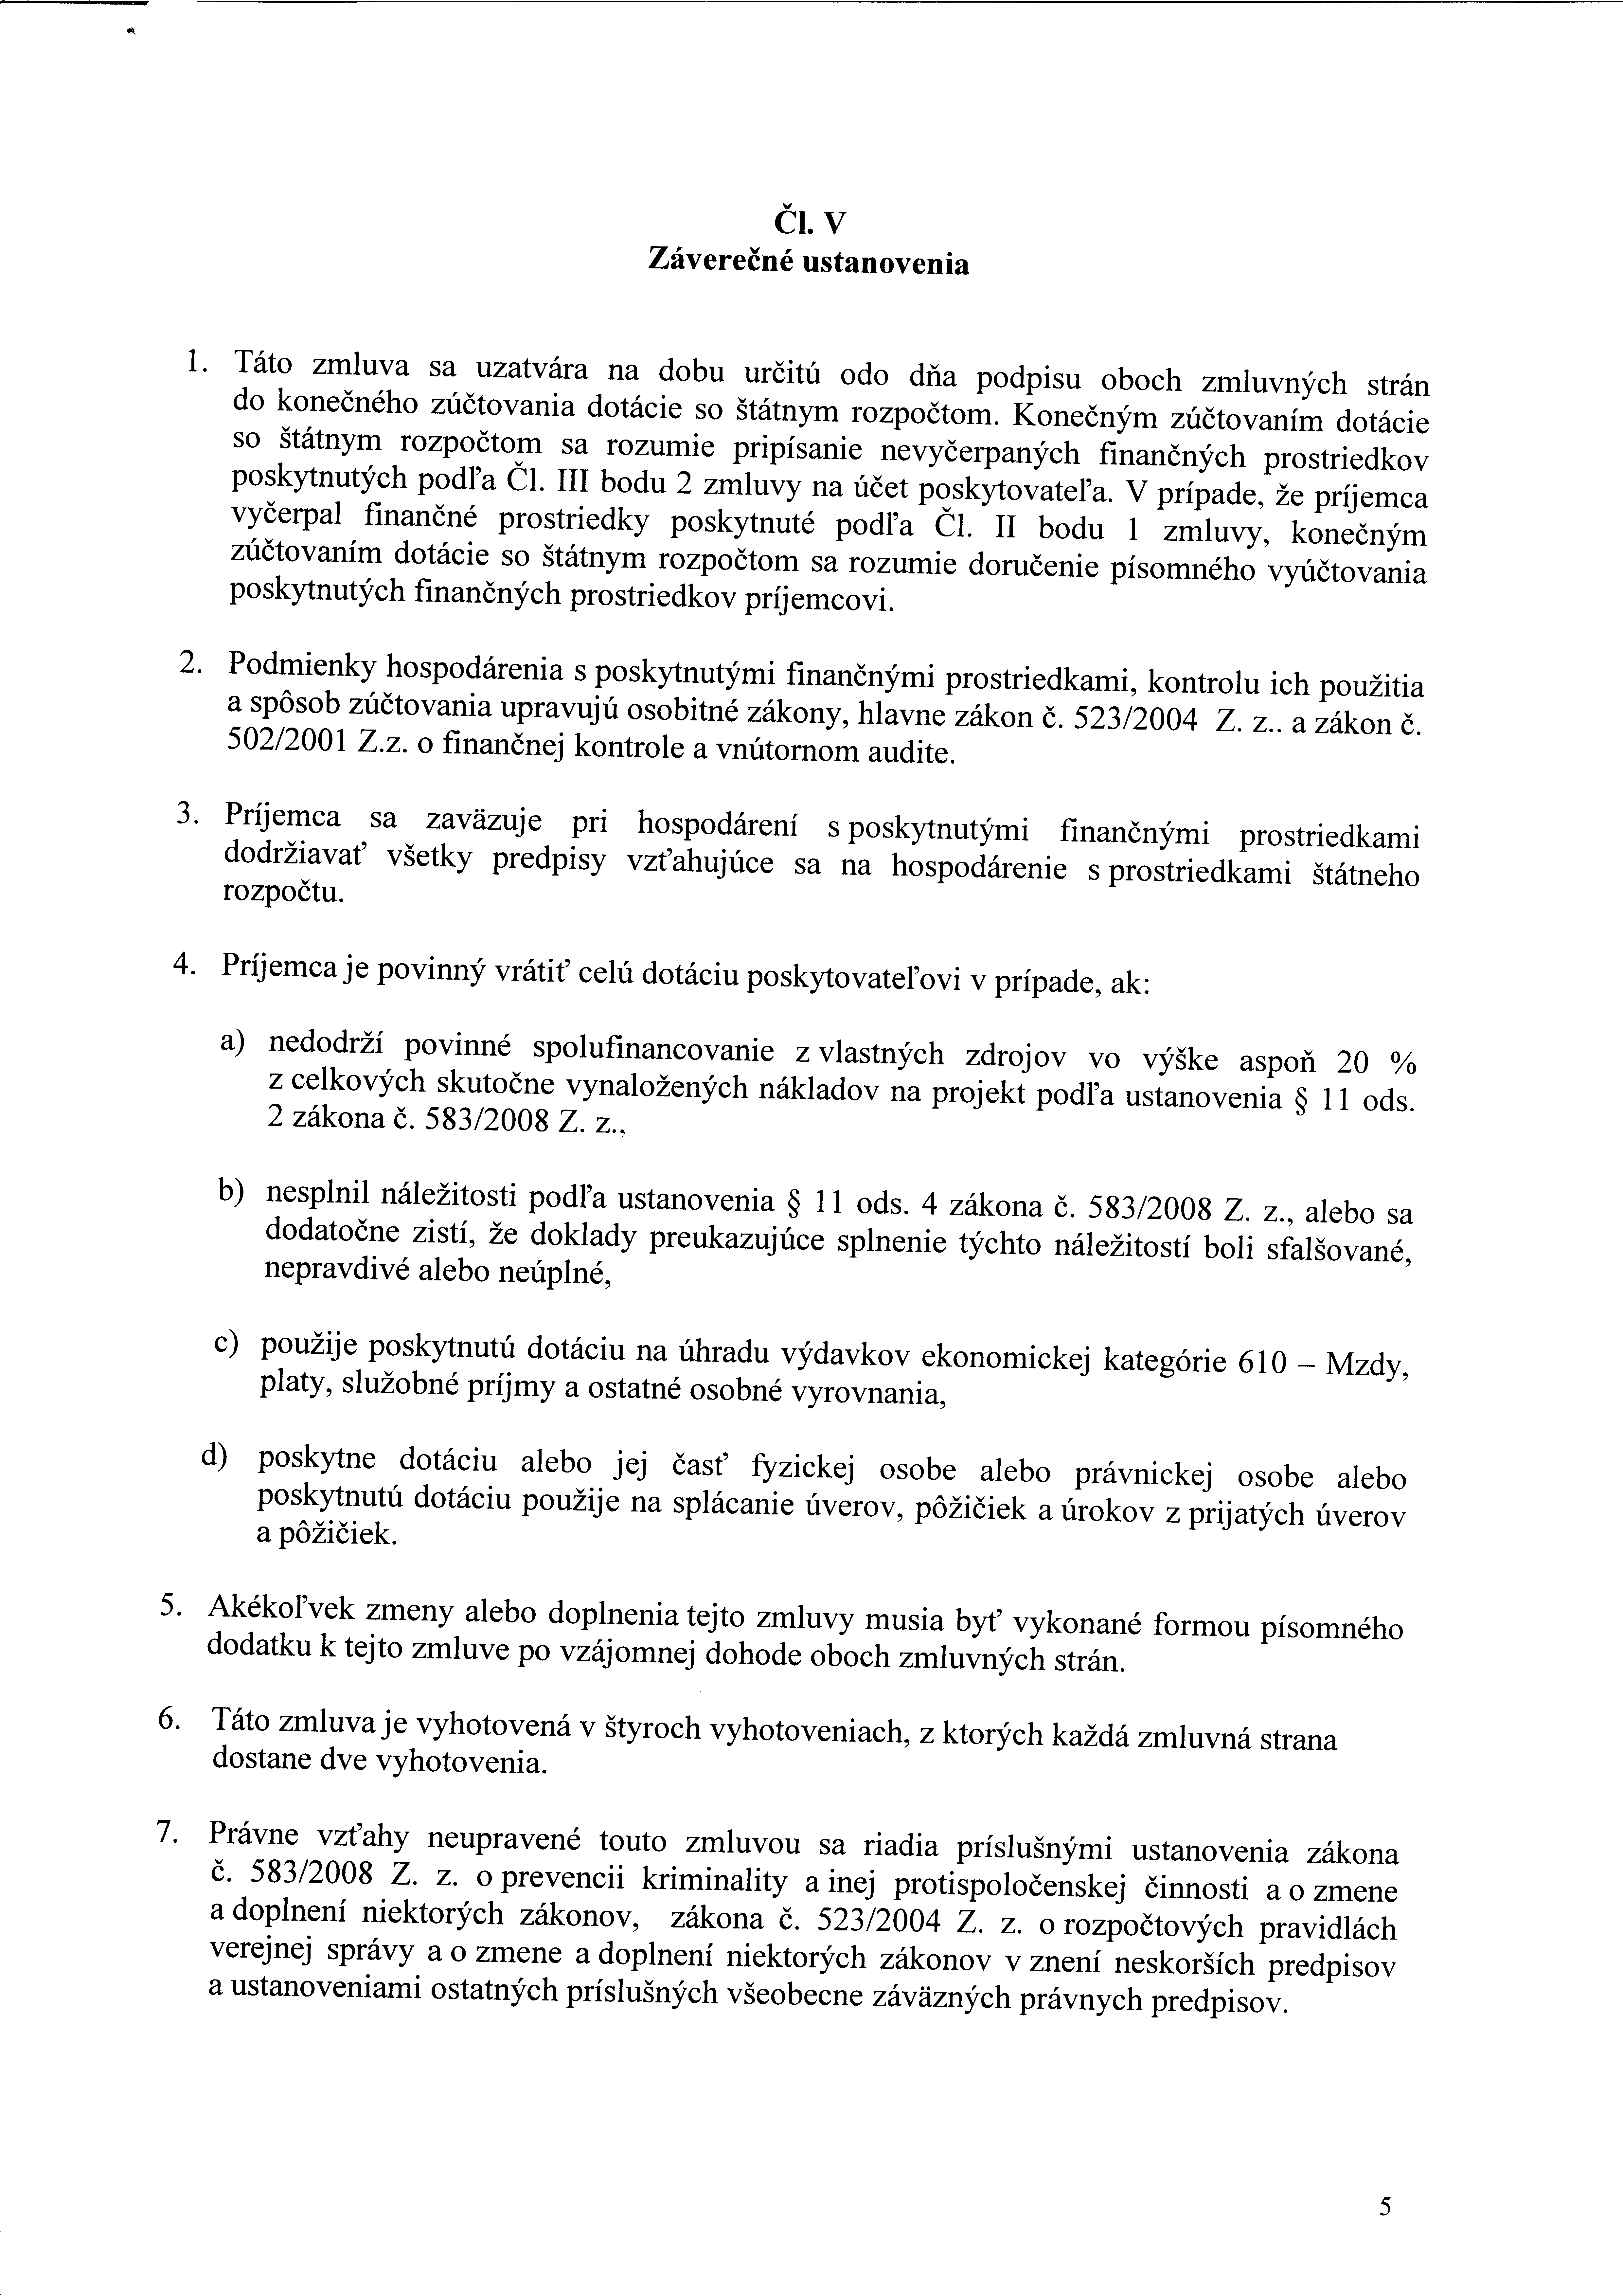 Čl. V
Záverečné ustanovenia
1. Táto zmluva sa uzatvára na dobu určitú odo dňa podpisu oboch zmluvných strán
do konečného zúčtovania dotácie so štátnym rozpočtom. Konečným zúčtovaním dotácie
so štátnym rozpočtom sa rozumie pripísanie nevyčerpaných finančných prostriedkov
poskytnutých podľa Čl. III bodu 2 zmluvy na účet poskytovateľa. V prípade, že príjemca
vyčerpal finančné prostriedky poskytnuté podľa Čl. II bodu 1 zmluvy, konečným
zúčtovaním dotácie so štátnym rozpočtom sa rozumie doručenie písomného vyúčtovania
poskytnutých finančných prostriedkov príjemcovi.
2. Podmienky hospodárenia s poskytnutými finančnými prostriedkami, kontrolu ich použitia
a spôsob zúčtovania upravujú osobitné zákony, hlavne zákon č. 523/2004 Z. z.. a zákon č.
502/2001 Z.z. o finančnej kontrole a vnútornom audite.
3. Príjemca sa zaväzuje pri hospodárení s poskytnutými finančnými prostriedkami
dodržiavať všetky predpisy vzťahujúce sa na hospodárenie s prostriedkami štátneho
rozpočtu.
4. Príjemca je povinný vrátiť celú dotáciu poskytovateľovi v prípade, ak:
a) nedodrží povinné spolufinancovanie z vlastných zdrojov vo výške aspoň 20 %
z celkových skutočne vynaložených nákladov na projekt podľa ustanovenia § 11 ods.
2 zákona č. 583/2008 Z. z.,
b) nesplnil náležitosti podľa ustanovenia § 11 ods. 4 zákona č. 583/2008 Z. z., alebo sa
dodatočne zistí, že doklady preukazujúce splnenie týchto náležitostí boli sfalšované,
nepravdivé alebo neúplné,
c) použije poskytnutú dotáciu na úhradu výdavkov ekonomickej kategórie 610 – Mzdy,
platy, služobné príjmy a ostatné osobné vyrovnania,
d) poskytne dotáciu alebo jej časť fyzickej osobe alebo právnickej osobe alebo
poskytnutú dotáciu použije na splácanie úverov, pôžičiek a úrokov z prijatých úverov
a pôžičiek.
5. Akékoľvek zmeny alebo doplnenia tejto zmluvy musia byť vykonané formou písomného
dodatku k tejto zmluve po vzájomnej dohode oboch zmluvných strán.
6. Táto zmluva je vyhotovená v štyroch vyhotoveniach, z ktorých každá zmluvná strana
dostane dve vyhotovenia.
7. Právne vzťahy neupravené touto zmluvou sa riadia príslušnými ustanovenia zákona
č. 583/2008 Z. z. o prevencii kriminality a inej protispoločenskej činnosti a o zmene
a doplnení niektorých zákonov, zákona č. 523/2004 Z. z. o rozpočtových pravidlách
verejnej správy a o zmene a doplnení niektorých zákonov v znení neskorších predpisov
a ustanoveniami ostatných príslušných všeobecne záväzných právnych predpisov.
5